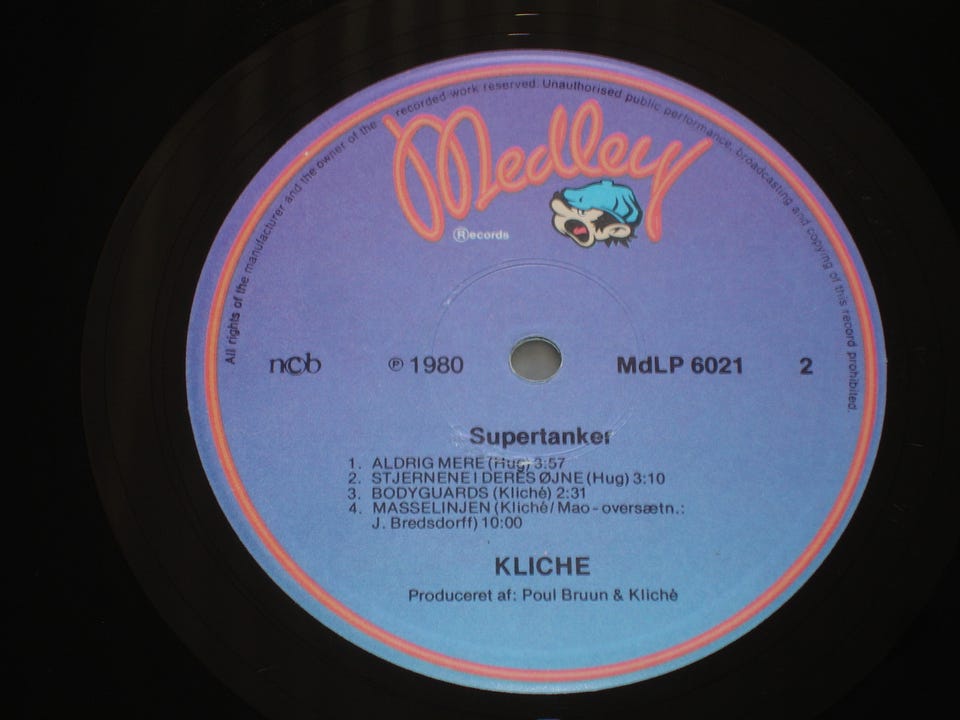 All rights of the manufacturer and the owner of the recorded work reserved. Unauthorised public performance, broadcasting and copying of this record prohibited.
Medley
Ⓡecords
ncb
℗ 1980
MdLP 6021
2
Supertanker
1. ALDRIG MERE (Hug) 3:57
2. STJERNENE I DERES ØJNE (Hug) 3:10
3. BODYGUARDS (Kliché) 2:31
4. MASSELINJEN (Kliché/Mao - oversætn.:
J. Bredsdorff) 10:00
KLICHE
Produceret af: Poul Bruun & Kliché